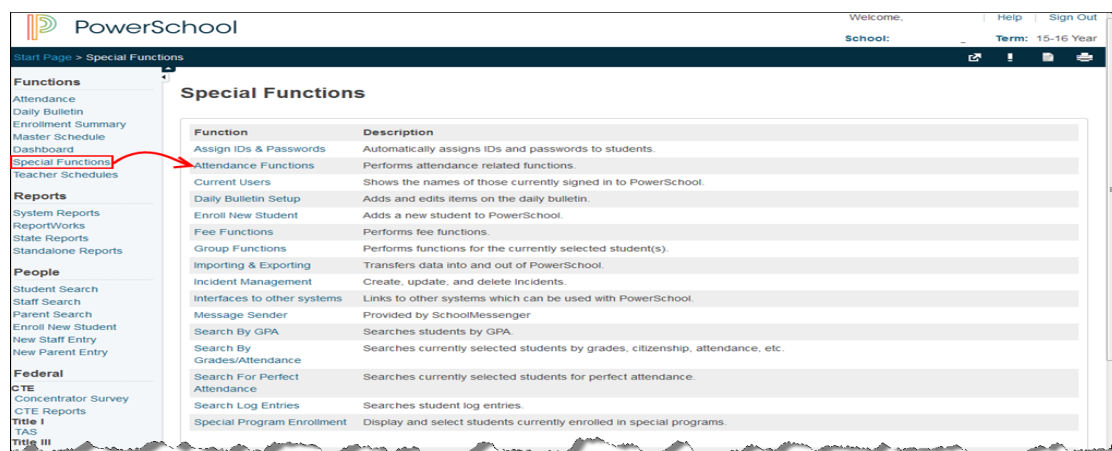 PowerSchool
Welcome, Help Sign Out
School: Term: 15-16 Year
Start Page > Special Functions
Functions
Attendance
Daily Bulletin
Enrollment Summary
Master Schedule
Dashboard
Special Functions
Teacher Schedules
Reports
System Reports
ReportWorks
State Reports
Standalone Reports
People
Student Search
Staff Search
Parent Search
Enroll New Student
New Staff Entry
New Parent Entry
Federal
CTE
Concentrator Survey
CTE Reports
Title I
TAS
Title III
Special Functions
Function Description
Assign IDs & Passwords Automatically assigns IDs and passwords to students.
Attendance Functions Performs attendance related functions.
Current Users Shows the names of those currently signed in to PowerSchool.
Daily Bulletin Setup Adds and edits items on the daily bulletin.
Enroll New Student Adds a new student to PowerSchool.
Fee Functions Performs fee functions.
Group Functions Performs functions for the currently selected student(s).
Importing & Exporting Transfers data into and out of PowerSchool.
Incident Management Create, update, and delete Incidents.
Interfaces to other systems Links to other systems which can be used with PowerSchool.
Message Sender Provided by SchoolMessenger
Search By GPA Searches students by GPA.
Search By Searches currently selected students by grades, citizenship, attendance, etc.
Grades/Attendance
Search For Perfect Searches currently selected students for perfect attendance.
Attendance
Search Log Entries Searches student log entries.
Special Program Enrollment Display and select students currently enrolled in special programs.